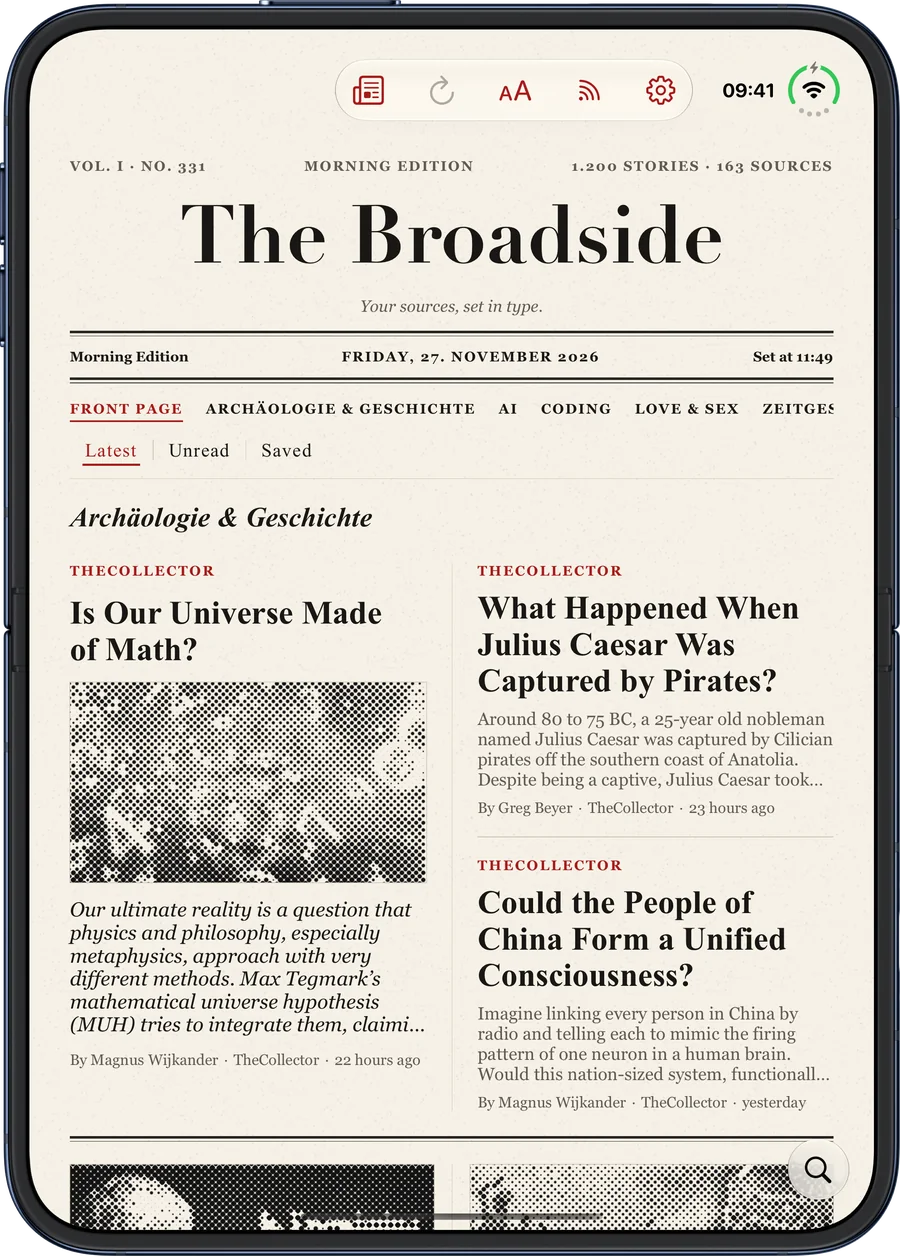 AA
09:41
VOL. I · NO. 331
MORNING EDITION
1.200 STORIES · 163 SOURCES
The Broadside
Your sources, set in type.
Morning Edition
FRIDAY, 27. NOVEMBER 2026
Set at 11:49
FRONT PAGE
ARCHÄOLOGIE & GESCHICHTE
AI
CODING
LOVE & SEX
ZEITGES
Latest
Unread
Saved
Archäologie & Geschichte
THECOLLECTOR
Is Our Universe Made
of Math?
Our ultimate reality is a question that
physics and philosophy, especially
metaphysics, approach with very
different methods. Max Tegmark’s
mathematical universe hypothesis
(MUH) tries to integrate them, claimi...
By Magnus Wijkander · TheCollector · 22 hours ago
THECOLLECTOR
What Happened When
Julius Caesar Was
Captured by Pirates?
Around 80 to 75 BC, a 25-year old nobleman
named Julius Caesar was captured by Cilician
pirates off the southern coast of Anatolia.
Despite being a captive, Julius Caesar took...
By Greg Beyer · TheCollector · 23 hours ago
THECOLLECTOR
Could the People of
China Form a Unified
Consciousness?
Imagine linking every person in China by
radio and telling each to mimic the firing
pattern of one neuron in a human brain.
Would this nation-sized system, functionall...
By Magnus Wijkander · TheCollector · yesterday